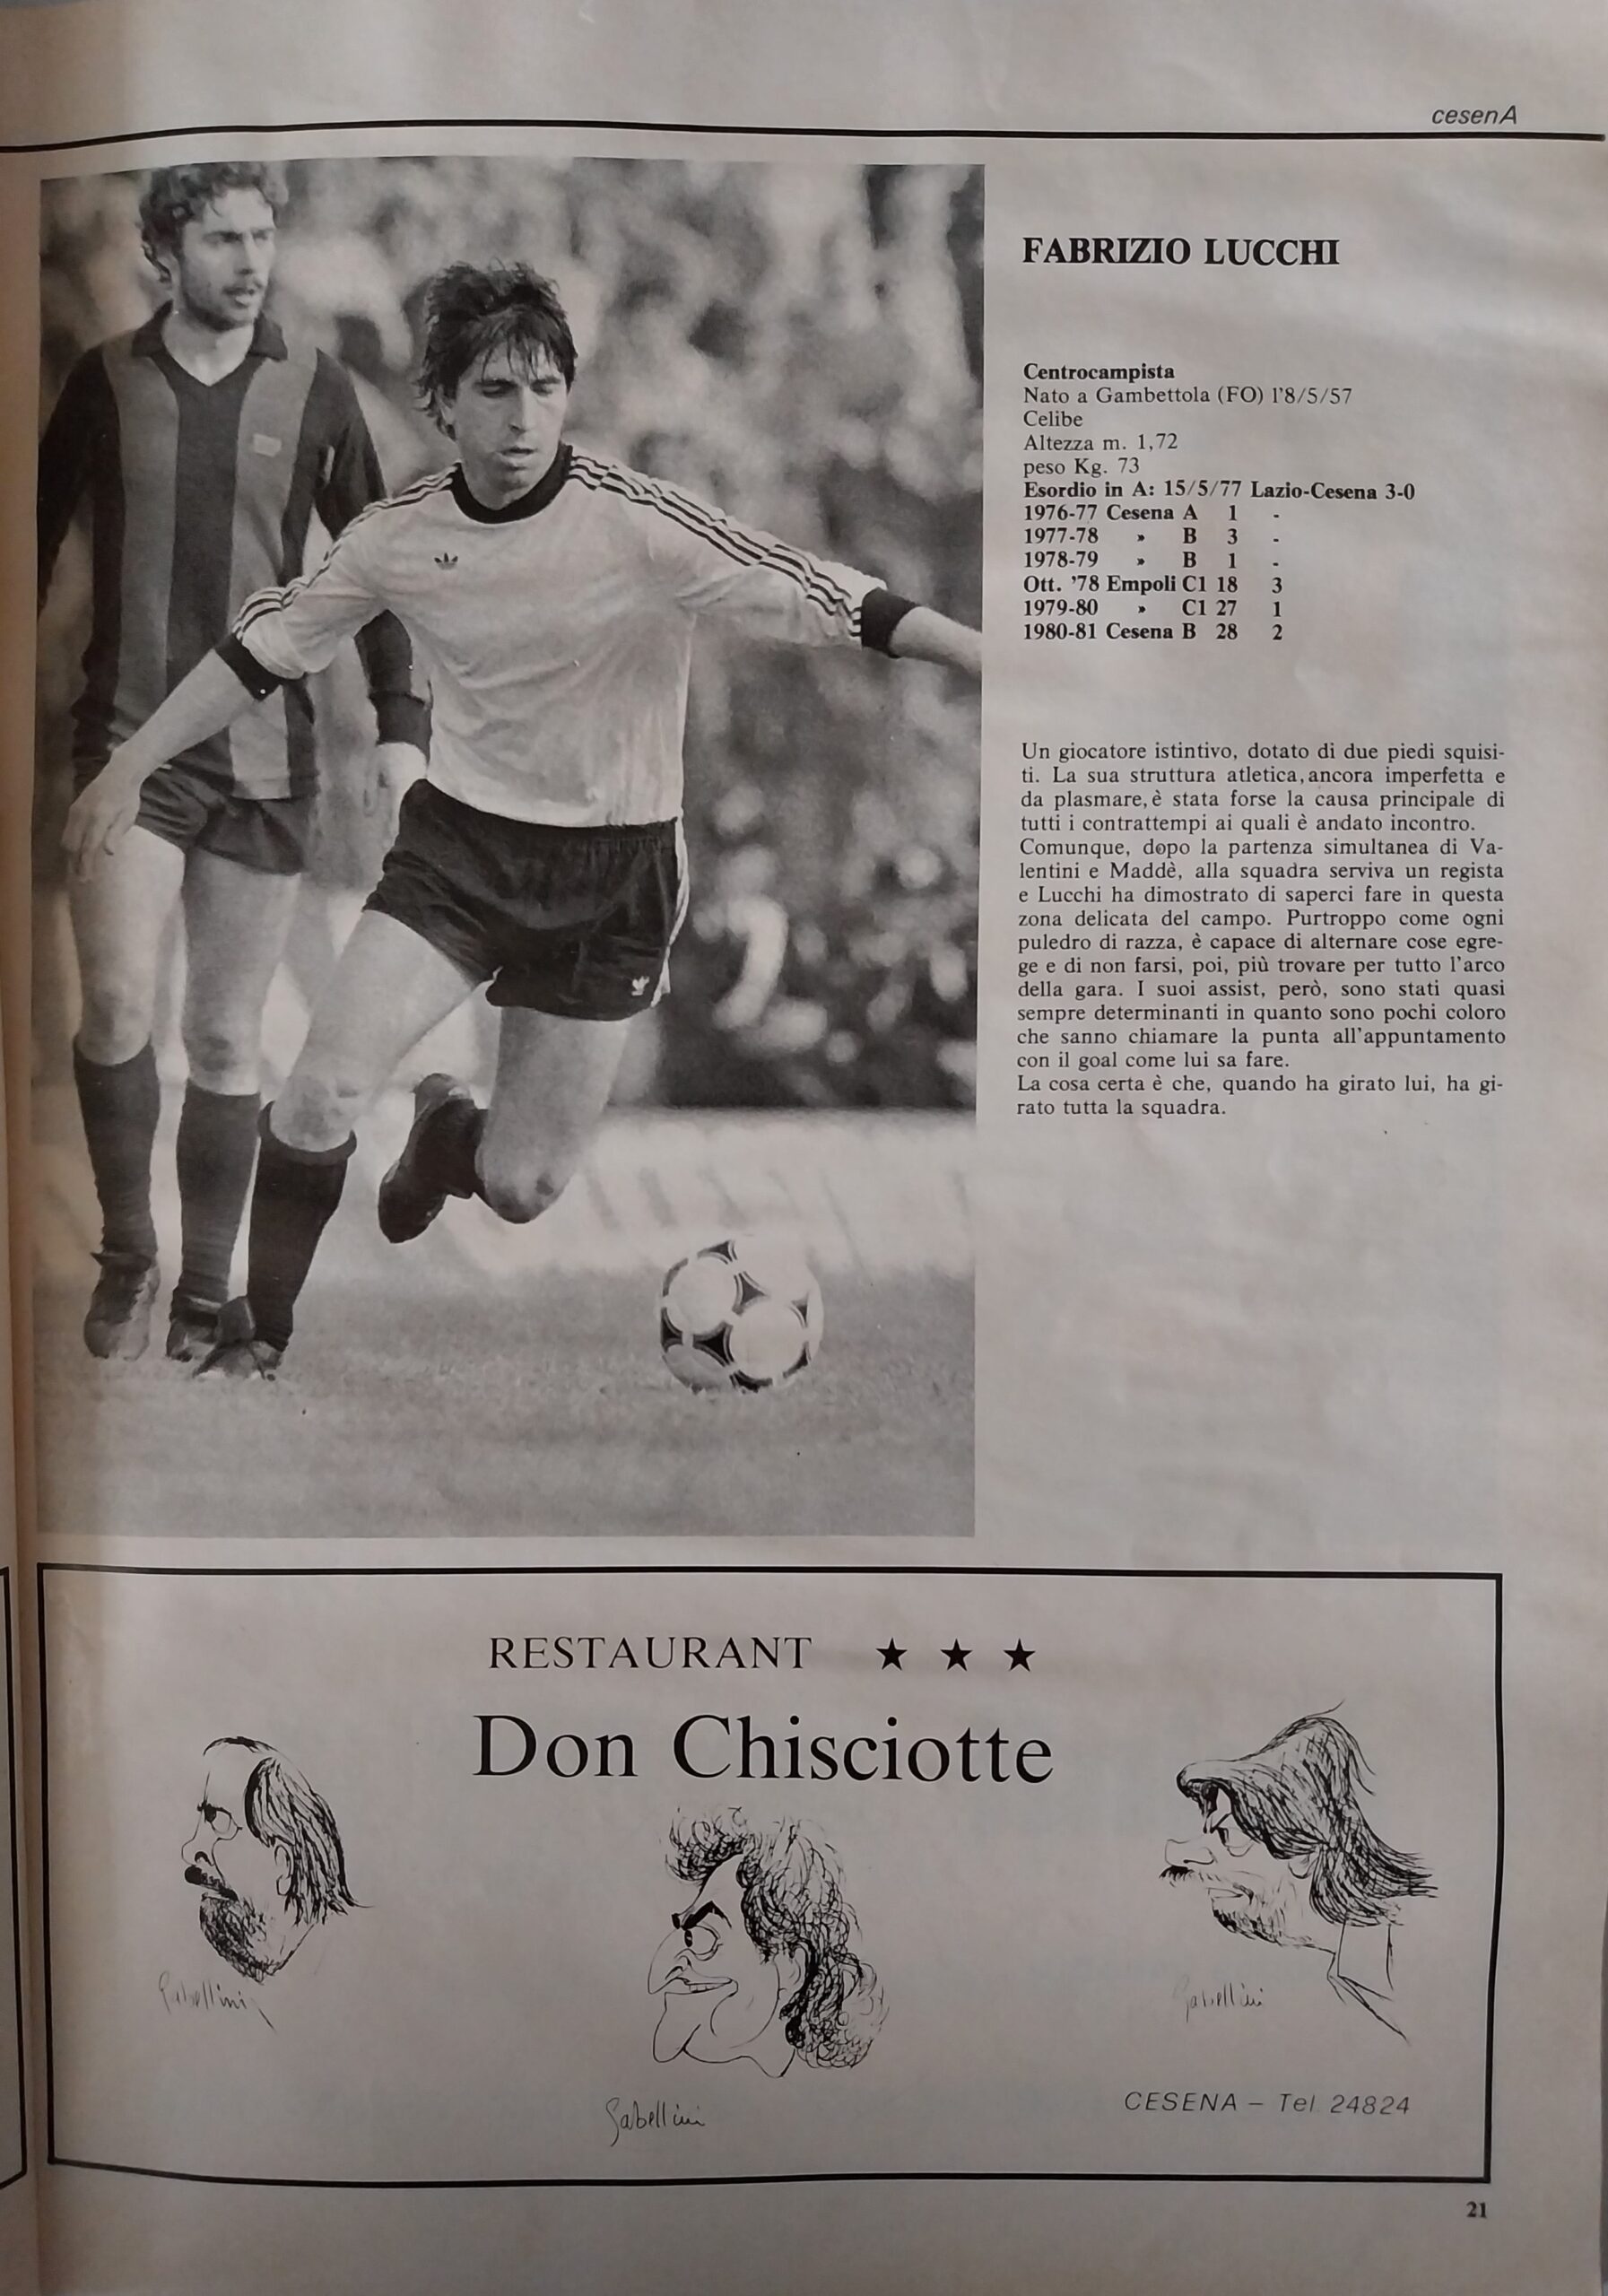 cesenA
FABRIZIO LUCCHI
Centrocampista
Nato a Gambettola (FO) l'8/5/57
Celibe
Altezza m. 1,72
peso Kg. 73
Esordio in A: 15/5/77 Lazio-Cesena 3-0
1976-77 Cesena A 1 -
1977-78 » B 3 -
1978-79 » B 1 -
Ott. '78 Empoli C1 18 3
1979-80 » C1 27 1
1980-81 Cesena B 28 2
Un giocatore istintivo, dotato di due piedi squisi-
ti. La sua struttura atletica, ancora imperfetta e
da plasmare, è stata forse la causa principale di
tutti i contrattempi ai quali è andato incontro.
Comunque, dopo la partenza simultanea di Va-
lentini e Maddè, alla squadra serviva un regista
e Lucchi ha dimostrato di saperci fare in questa
zona delicata del campo. Purtroppo come ogni
puledro di razza, è capace di alternare cose egre-
ge e di non farsi, poi, più trovare per tutto l'arco
della gara. I suoi assist, però, sono stati quasi
sempre determinanti in quanto sono pochi coloro
che sanno chiamare la punta all'appuntamento
con il goal come lui sa fare.
La cosa certa è che, quando ha girato lui, ha gi-
rato tutta la squadra.
RESTAURANT ★ ★ ★
Don Chisciotte
Gabellini
Gabellini
Gabellini
CESENA – Tel. 24824
21